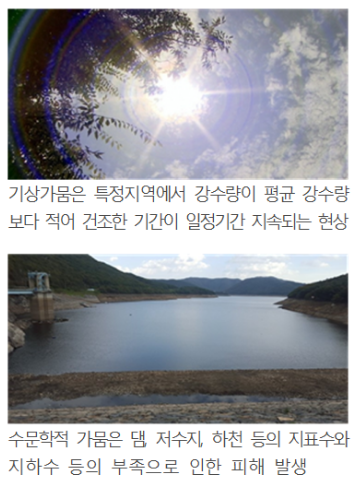 기상가뭄은 특정지역에서 강수량이 평균 강수량
보다 적어 건조한 기간이 일정기간 지속되는 현상
수문학적 가뭄은 댐, 저수지, 하천 등의 지표수와
지하수 등의 부족으로 인한 피해 발생